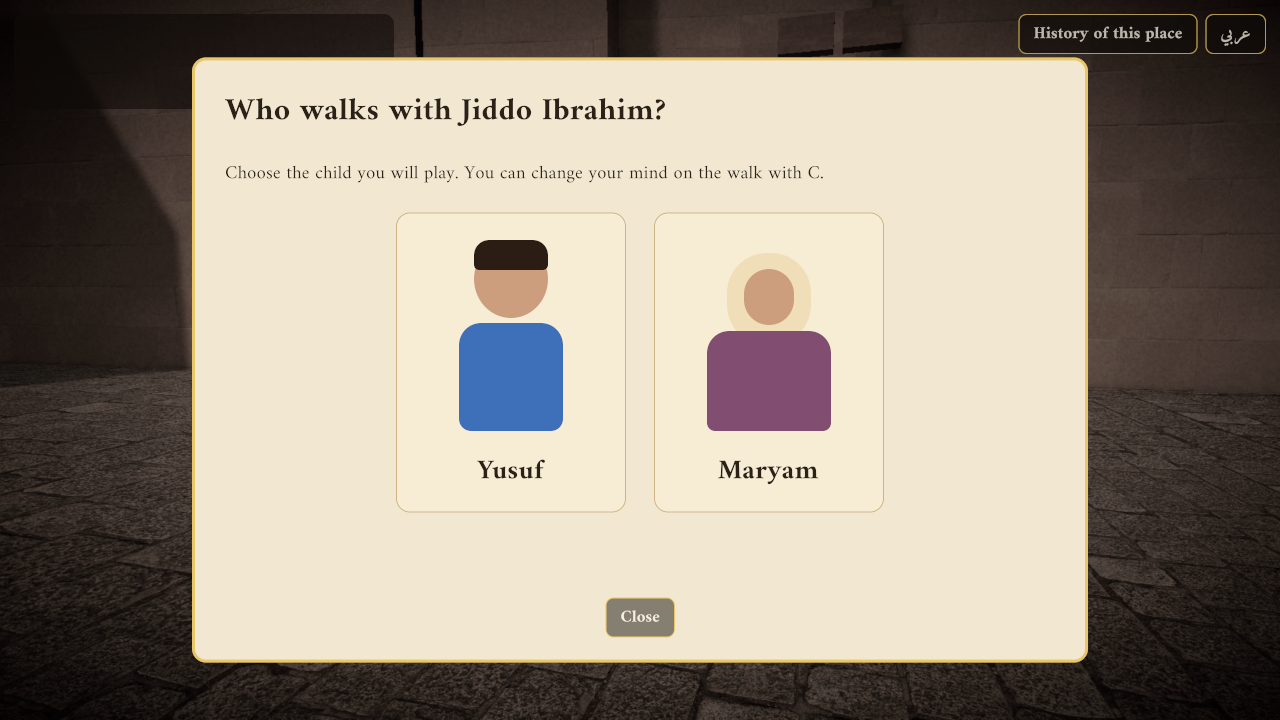 History of this place
عربي
Who walks with Jiddo Ibrahim?
Choose the child you will play. You can change your mind on the walk with C.
Yusuf
Maryam
Close